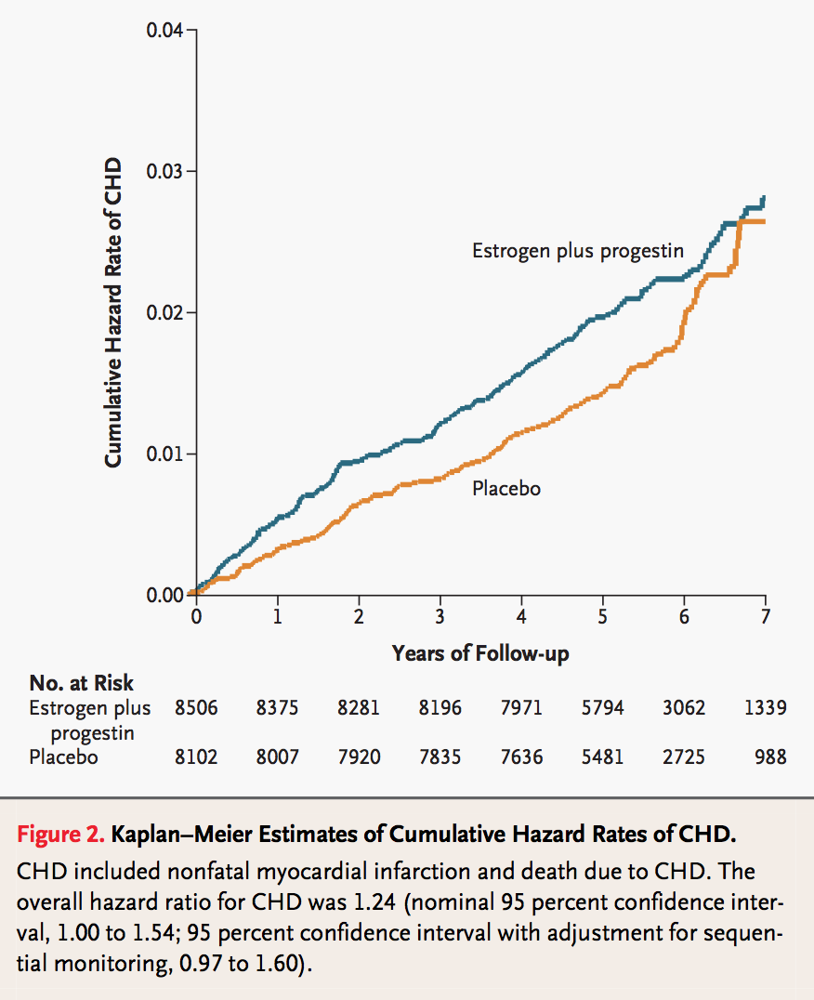 0.04
0.03
0.02
0.01
0.00
Cumulative Hazard Rate of CHD
Estrogen plus progestin
Placebo
0 1 2 3 4 5 6 7
Years of Follow-up
No. at Risk
Estrogen plus 8506 8375 8281 8196 7971 5794 3062 1339
progestin
Placebo 8102 8007 7920 7835 7636 5481 2725 988
Figure 2. Kaplan–Meier Estimates of Cumulative Hazard Rates of CHD.
CHD included nonfatal myocardial infarction and death due to CHD. The
overall hazard ratio for CHD was 1.24 (nominal 95 percent confidence inter-
val, 1.00 to 1.54; 95 percent confidence interval with adjustment for sequen-
tial monitoring, 0.97 to 1.60).